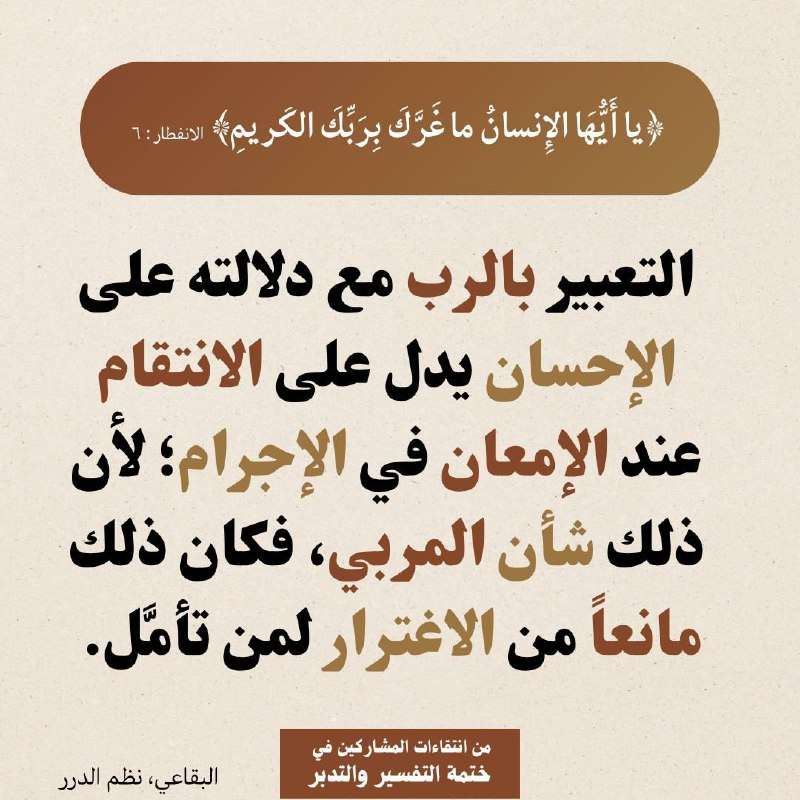 ﴿يا أَيُّهَا الإِنسانُ ما غَرَّكَ بِرَبِّكَ الكَريمِ﴾ الانفطار: ٦
التعبير بالرب مع دلالته على
الإحسان يدل على الانتقام
عند الإمعان في الإجرام؛ لأن
ذلك شأن المربي، فكان ذلك
مانعاً من الاغترار لمن تأمَّل.
من انتقاءات المشاركين في
ختمة التفسير والتدبر
البقاعي، نظم الدرر